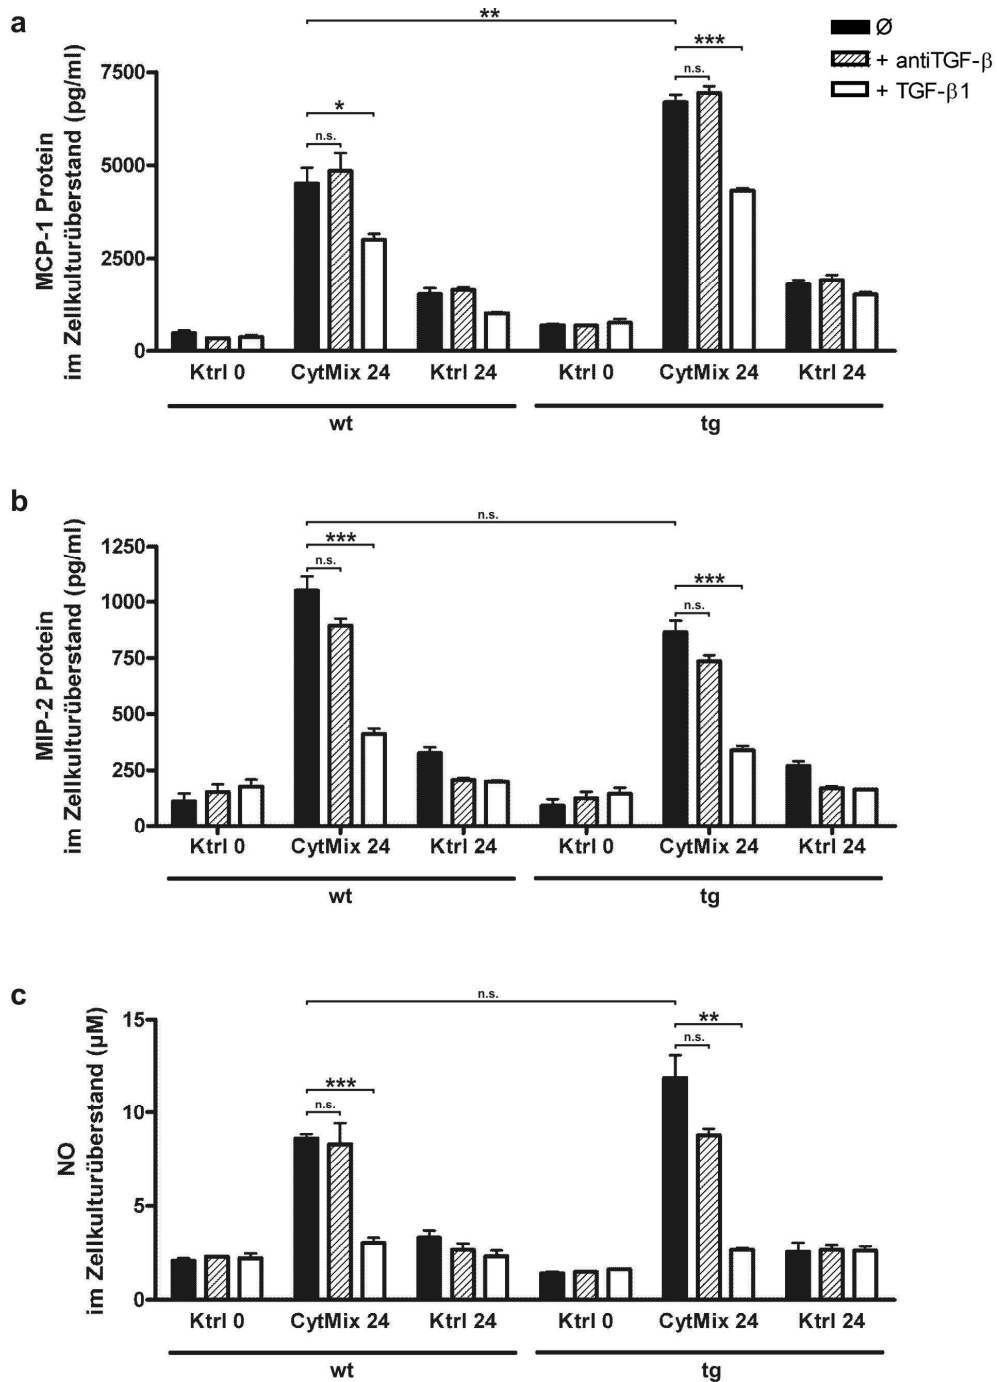 a
**
Ø
+ antiTGF-β
+ TGF-β1
***
n.s.
*
n.s.
MCP-1 Protein
im Zellkulturüberstand (pg/ml)
7500
5000
2500
0
Ktrl 0 CytMix 24 Ktrl 24 Ktrl 0 CytMix 24 Ktrl 24
wt tg
b
n.s.
***
n.s.
***
n.s.
MIP-2 Protein
im Zellkulturüberstand (pg/ml)
1250
1000
750
500
250
0
Ktrl 0 CytMix 24 Ktrl 24 Ktrl 0 CytMix 24 Ktrl 24
wt tg
c
n.s.
**
n.s.
***
n.s.
NO
im Zellkulturüberstand (µM)
15
10
5
0
Ktrl 0 CytMix 24 Ktrl 24 Ktrl 0 CytMix 24 Ktrl 24
wt tg